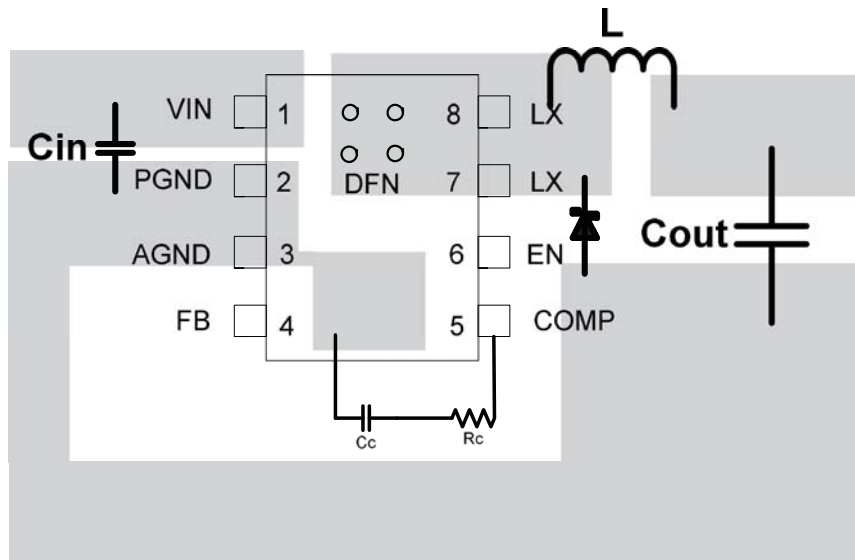 L
VIN 1 8 LX
Cin
PGND 2 DFN 7 LX
Cout
AGND 3 6 EN
FB 4 5 COMP
Cc Rc